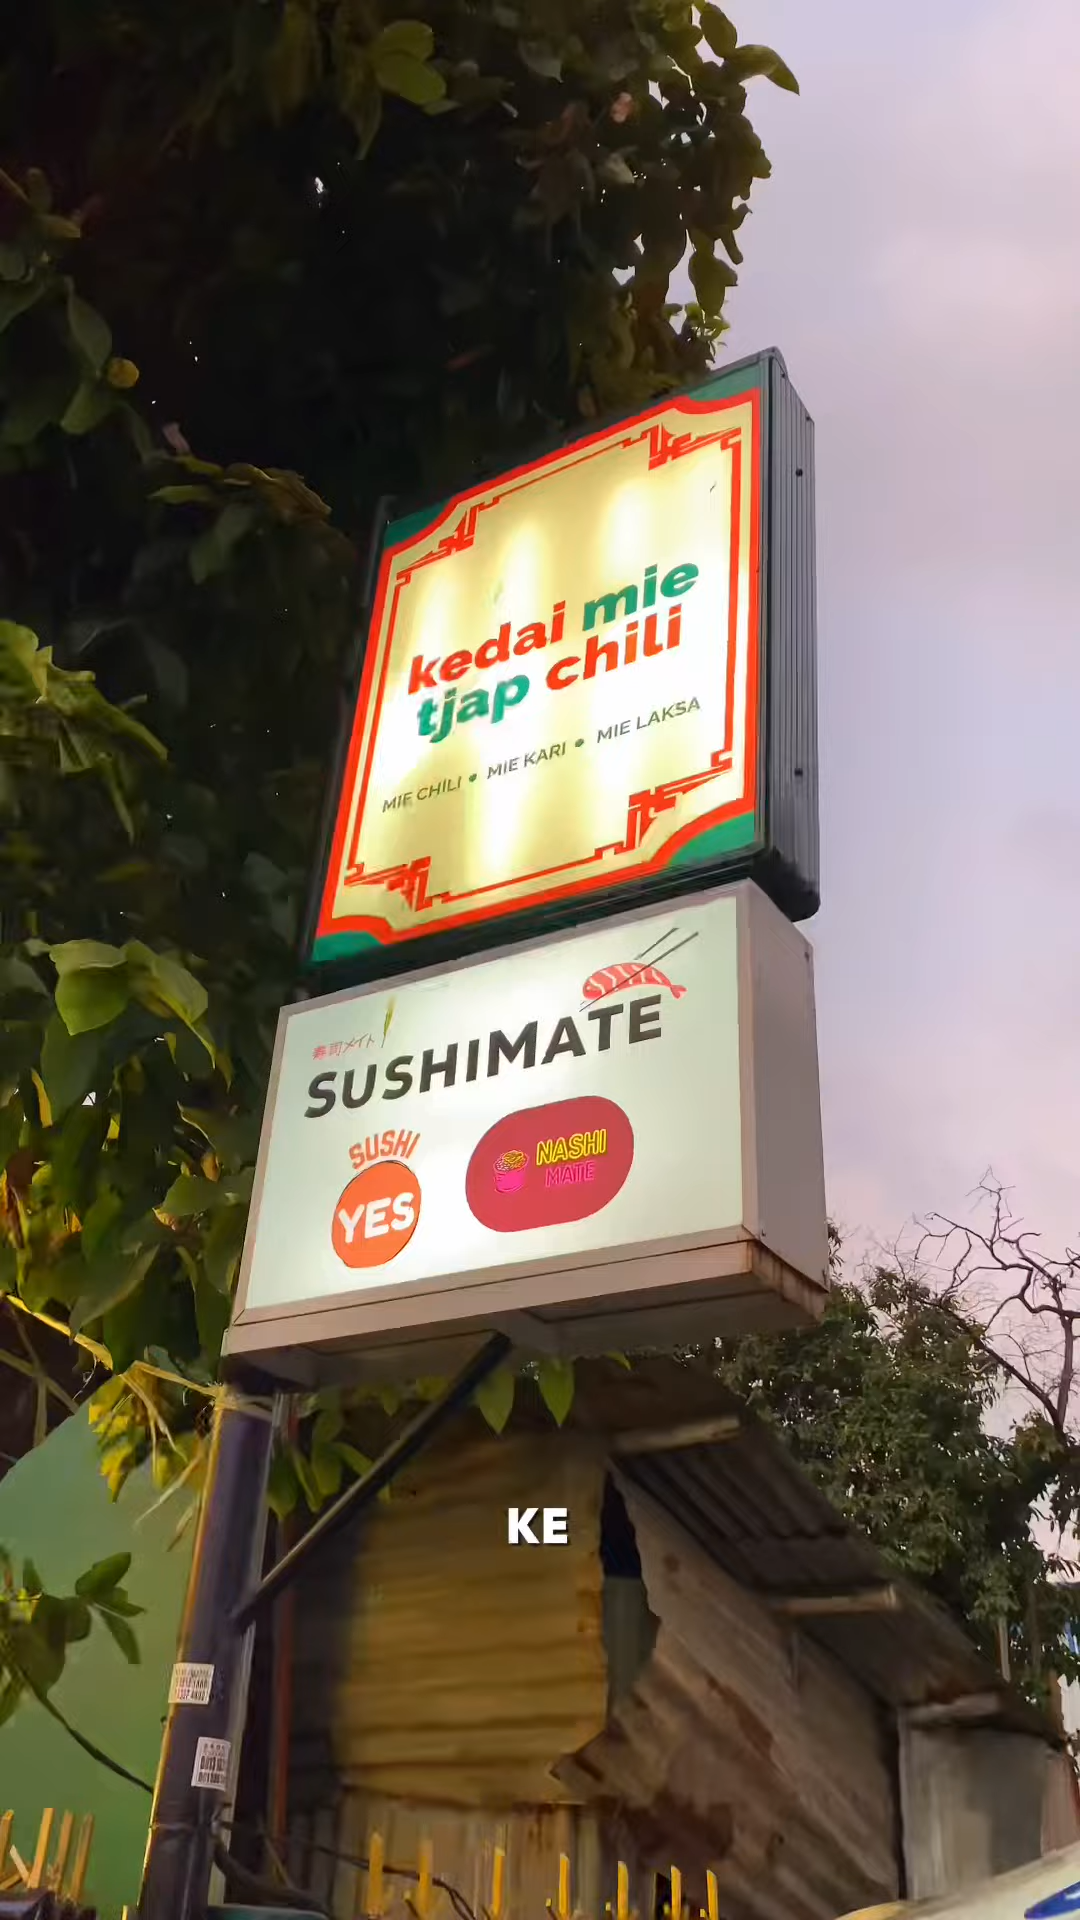 kedai mie
tjap chili
MIE CHILI • MIE KARI • MIE LAKSA
寿司メイト
SUSHIMATE
SUSHI
YES
NASHI
MATE
KE